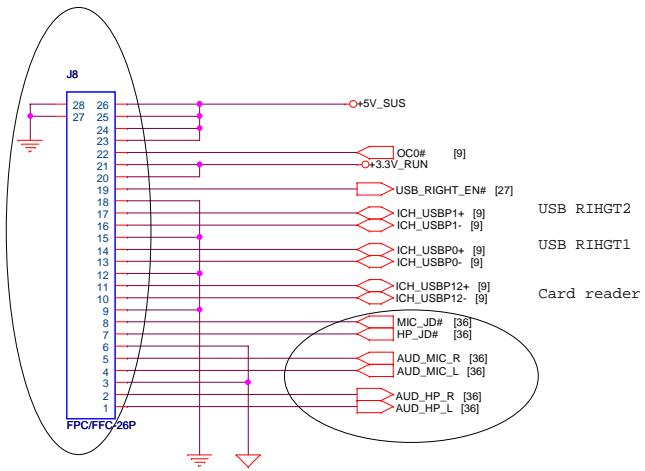 J8
28 26 +5V_SUS
27 25
24
23
22 OC0# [9]
21 +3.3V_RUN
20
19 USB_RIGHT_EN# [27]
18
17 ICH_USBP1+ [9] USB RIHGT2
16 ICH_USBP1- [9]
15
14 ICH_USBP0+ [9] USB RIHGT1
13 ICH_USBP0- [9]
12
11 ICH_USBP12+ [9]
10 ICH_USBP12- [9] Card reader
9
8 MIC_JD# [36]
7 HP_JD# [36]
6
5 AUD_MIC_R [36]
4 AUD_MIC_L [36]
3
2 AUD_HP_R [36]
1 AUD_HP_L [36]
FPC/FFC-26P